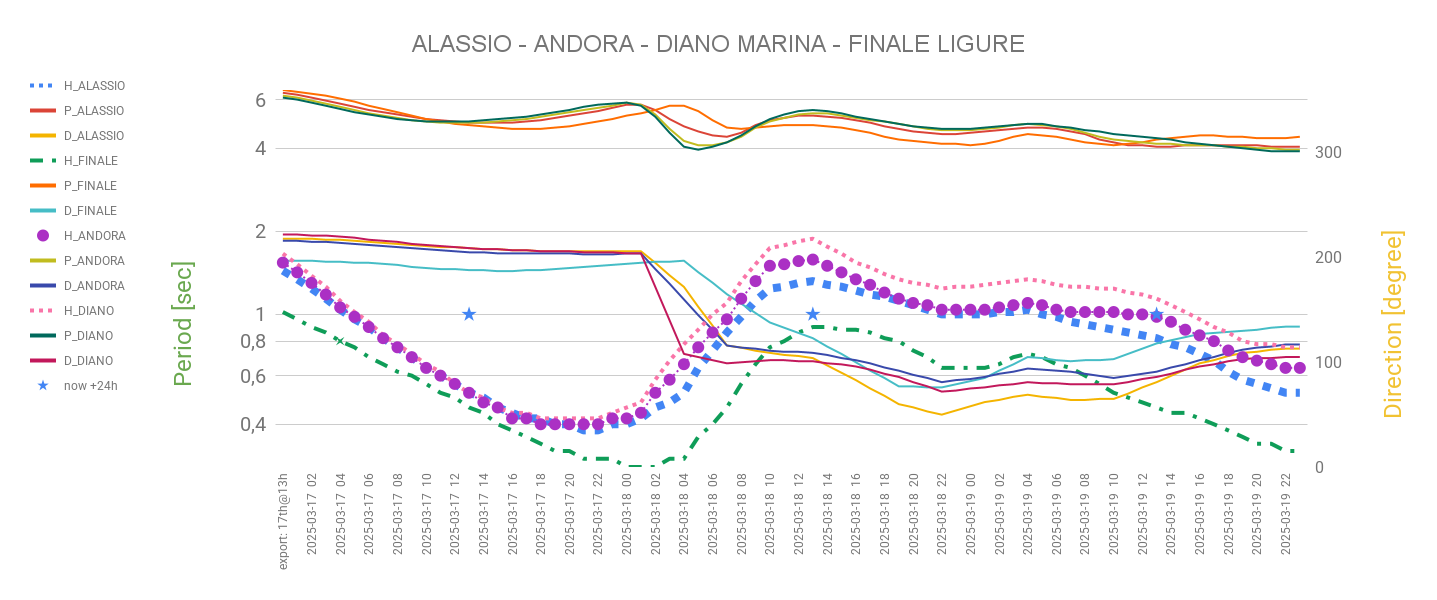 ALASSIO - ANDORA - DIANO MARINA - FINALE LIGURE
H_ALASSIO
P_ALASSIO
D_ALASSIO
H_FINALE
P_FINALE
D_FINALE
H_ANDORA
P_ANDORA
D_ANDORA
H_DIANO
P_DIANO
D_DIANO
now +24h
Period [sec]
6
4
2
1
0,8
0,6
0,4
300
200
100
0
Direction [degree]
export: 17th@13h
2025-03-17 02
2025-03-17 04
2025-03-17 06
2025-03-17 08
2025-03-17 10
2025-03-17 12
2025-03-17 14
2025-03-17 16
2025-03-17 18
2025-03-17 20
2025-03-17 22
2025-03-18 00
2025-03-18 02
2025-03-18 04
2025-03-18 06
2025-03-18 08
2025-03-18 10
2025-03-18 12
2025-03-18 14
2025-03-18 16
2025-03-18 18
2025-03-18 20
2025-03-18 22
2025-03-19 00
2025-03-19 02
2025-03-19 04
2025-03-19 06
2025-03-19 08
2025-03-19 10
2025-03-19 12
2025-03-19 14
2025-03-19 16
2025-03-19 18
2025-03-19 20
2025-03-19 22